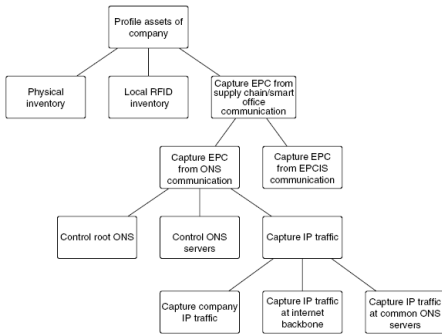 Profile assets of
company
Physical
inventory
Local RFID
inventory
Capture EPC from
supply chain/smart
office
communication
Capture EPC
from ONS
communication
Capture EPC
from EPCIS
communication
Control root ONS
Control ONS
servers
Capture IP traffic
Capture company
IP traffic
Capture IP traffic
at internet
backbone
Capture IP traffic
at common ONS
servers